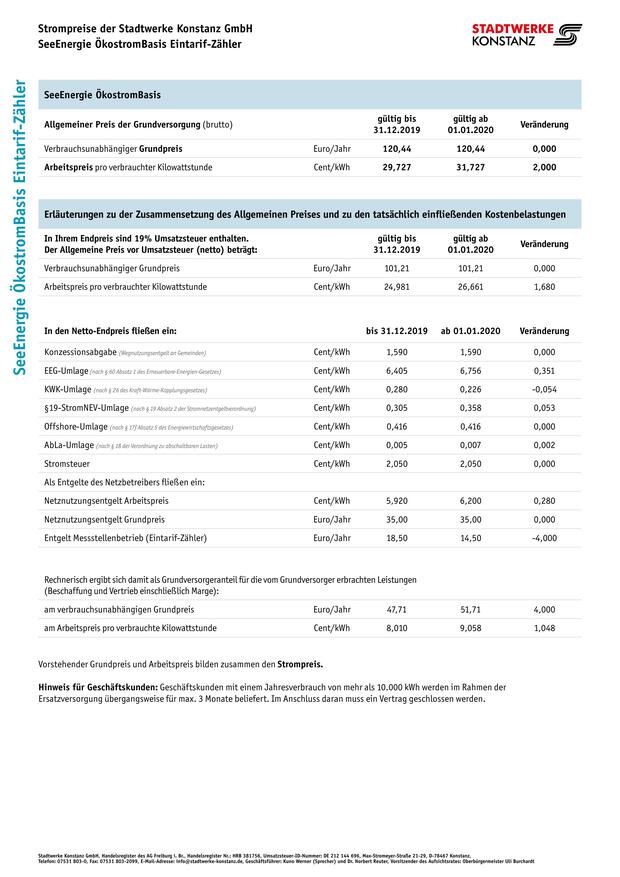 Strompreise der Stadtwerke Konstanz GmbH
SeeEnergie ÖkostromBasis Eintarif-Zähler
STADTWERKE
KONSTANZ
SeeEnergie ÖkostromBasis Eintarif-Zähler
SeeEnergie ÖkostromBasis
Allgemeiner Preis der Grundversorgung (brutto) gültig bis 31.12.2019 gültig ab 01.01.2020 Veränderung
Verbrauchsunabhängiger Grundpreis Euro/Jahr 120,44 120,44 0,000
Arbeitspreis pro verbrauchter Kilowattstunde Cent/kWh 29,727 31,727 2,000
Erläuterungen zu der Zusammensetzung des Allgemeinen Preises und zu den tatsächlich einfließenden Kostenbelastungen
In Ihrem Endpreis sind 19% Umsatzsteuer enthalten.
Der Allgemeine Preis vor Umsatzsteuer (netto) beträgt: gültig bis 31.12.2019 gültig ab 01.01.2020 Veränderung
Verbrauchsunabhängiger Grundpreis Euro/Jahr 101,21 101,21 0,000
Arbeitspreis pro verbrauchter Kilowattstunde Cent/kWh 24,981 26,661 1,680
In den Netto-Endpreis fließen ein: bis 31.12.2019 ab 01.01.2020 Veränderung
Konzessionsabgabe (Wegnutzungsentgelt an Gemeinden) Cent/kWh 1,590 1,590 0,000
EEG-Umlage (nach § 60 Absatz 1 des Erneuerbare-Energien-Gesetzes) Cent/kWh 6,405 6,756 0,351
KWK-Umlage (nach § 26 des Kraft-Wärme-Kopplungsgesetzes) Cent/kWh 0,280 0,226 -0,054
§19-StromNEV-Umlage (nach § 19 Absatz 2 der Stromnetzentgeltverordnung) Cent/kWh 0,305 0,358 0,053
Offshore-Umlage (nach § 17f Absatz 5 des Energiewirtschaftsgesetzes) Cent/kWh 0,416 0,416 0,000
AbLa-Umlage (nach § 18 der Verordnung zu abschaltbaren Lasten) Cent/kWh 0,005 0,007 0,002
Stromsteuer Cent/kWh 2,050 2,050 0,000
Als Entgelte des Netzbetreibers fließen ein:
Netznutzungsentgelt Arbeitspreis Cent/kWh 5,920 6,200 0,280
Netznutzungsentgelt Grundpreis Euro/Jahr 35,00 35,00 0,000
Entgelt Messstellenbetrieb (Eintarif-Zähler) Euro/Jahr 18,50 14,50 -4,000
Rechnerisch ergibt sich damit als Grundversorgeranteil für die vom Grundversorger erbrachten Leistungen
(Beschaffung und Vertrieb einschließlich Marge):
am verbrauchsunabhängigen Grundpreis Euro/Jahr 47,71 51,71 4,000
am Arbeitspreis pro verbrauchte Kilowattstunde Cent/kWh 8,010 9,058 1,048
Vorstehender Grundpreis und Arbeitspreis bilden zusammen den Strompreis.
Hinweis für Geschäftskunden: Geschäftskunden mit einem Jahresverbrauch von mehr als 10.000 kWh werden im Rahmen der
Ersatzversorgung übergangsweise für max. 3 Monate beliefert. Im Anschluss daran muss ein Vertrag geschlossen werden.
Stadtwerke Konstanz GmbH, Handelsregister des AG Freiburg i. Br., Handelsregister Nr.: HRB 381756, Umsatzsteuer-ID-Nummer: DE 212 144 696, Max-Stromeyer-Straße 21-29, D-78467 Konstanz,
Telefon: 07531 803-0, Fax: 07531 803-2099, E-Mail-Adresse: info@stadtwerke-konstanz.de, Geschäftsführer: Kuno Werner (Sprecher) und Dr. Norbert Reuter, Vorsitzender des Aufsichtsrates: Oberbürgermeister Uli Burchardt